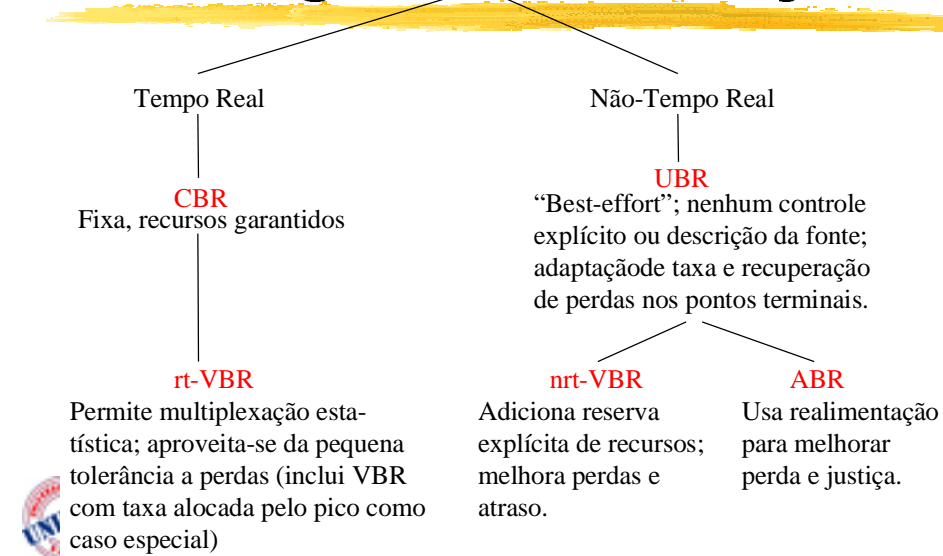 Tempo Real
Não-Tempo Real
CBR
Fixa, recursos garantidos
UBR
“Best-effort”; nenhum controle
explícito ou descrição da fonte;
adaptaçãode taxa e recuperação
de perdas nos pontos terminais.
rt-VBR
Permite multiplexação esta-
tística; aproveita-se da pequena
tolerância a perdas (inclui VBR
com taxa alocada pelo pico como
caso especial)
nrt-VBR
Adiciona reserva
explícita de recursos;
melhora perdas e
atraso.
ABR
Usa realimentação
para melhorar
perda e justiça.